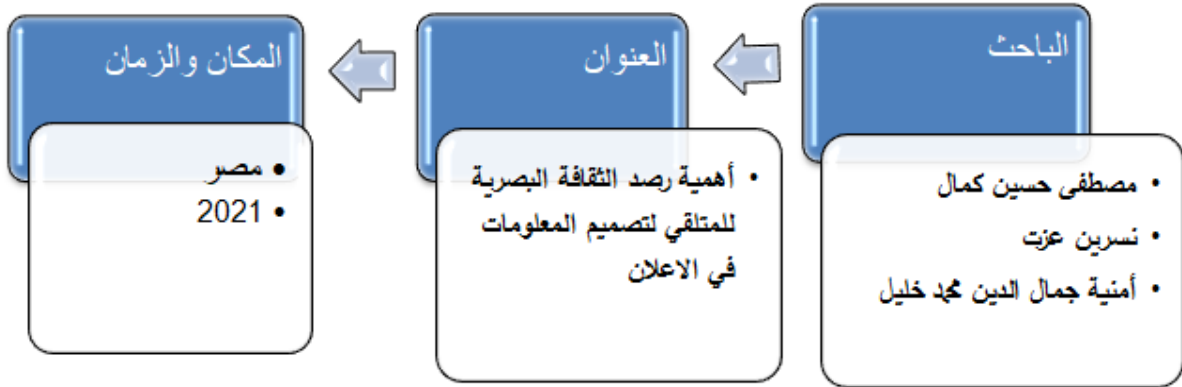 الباحث
• مصطفى حسين كمال
• نسرين عزت
• أمنية جمال الدين محمد خليل
العنوان
• أهمية رصد الثقافة البصرية
للمتلقي لتصميم المعلومات
في الاعلان
المكان والزمان
• مصر
• 2021